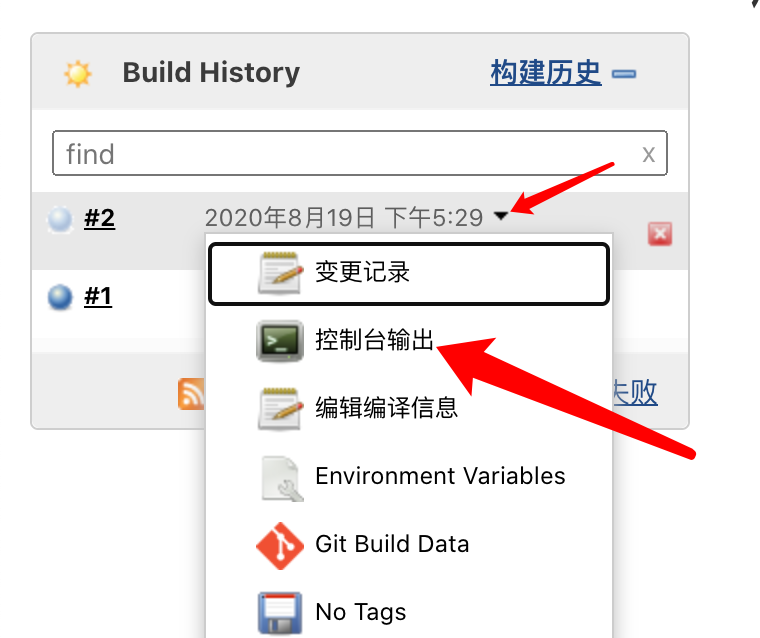 Build History 构建历史
find x
#2 2020年8月19日 下午5:29
变更记录
#1
控制台输出
失败
编辑编译信息
Environment Variables
Git Build Data
No Tags